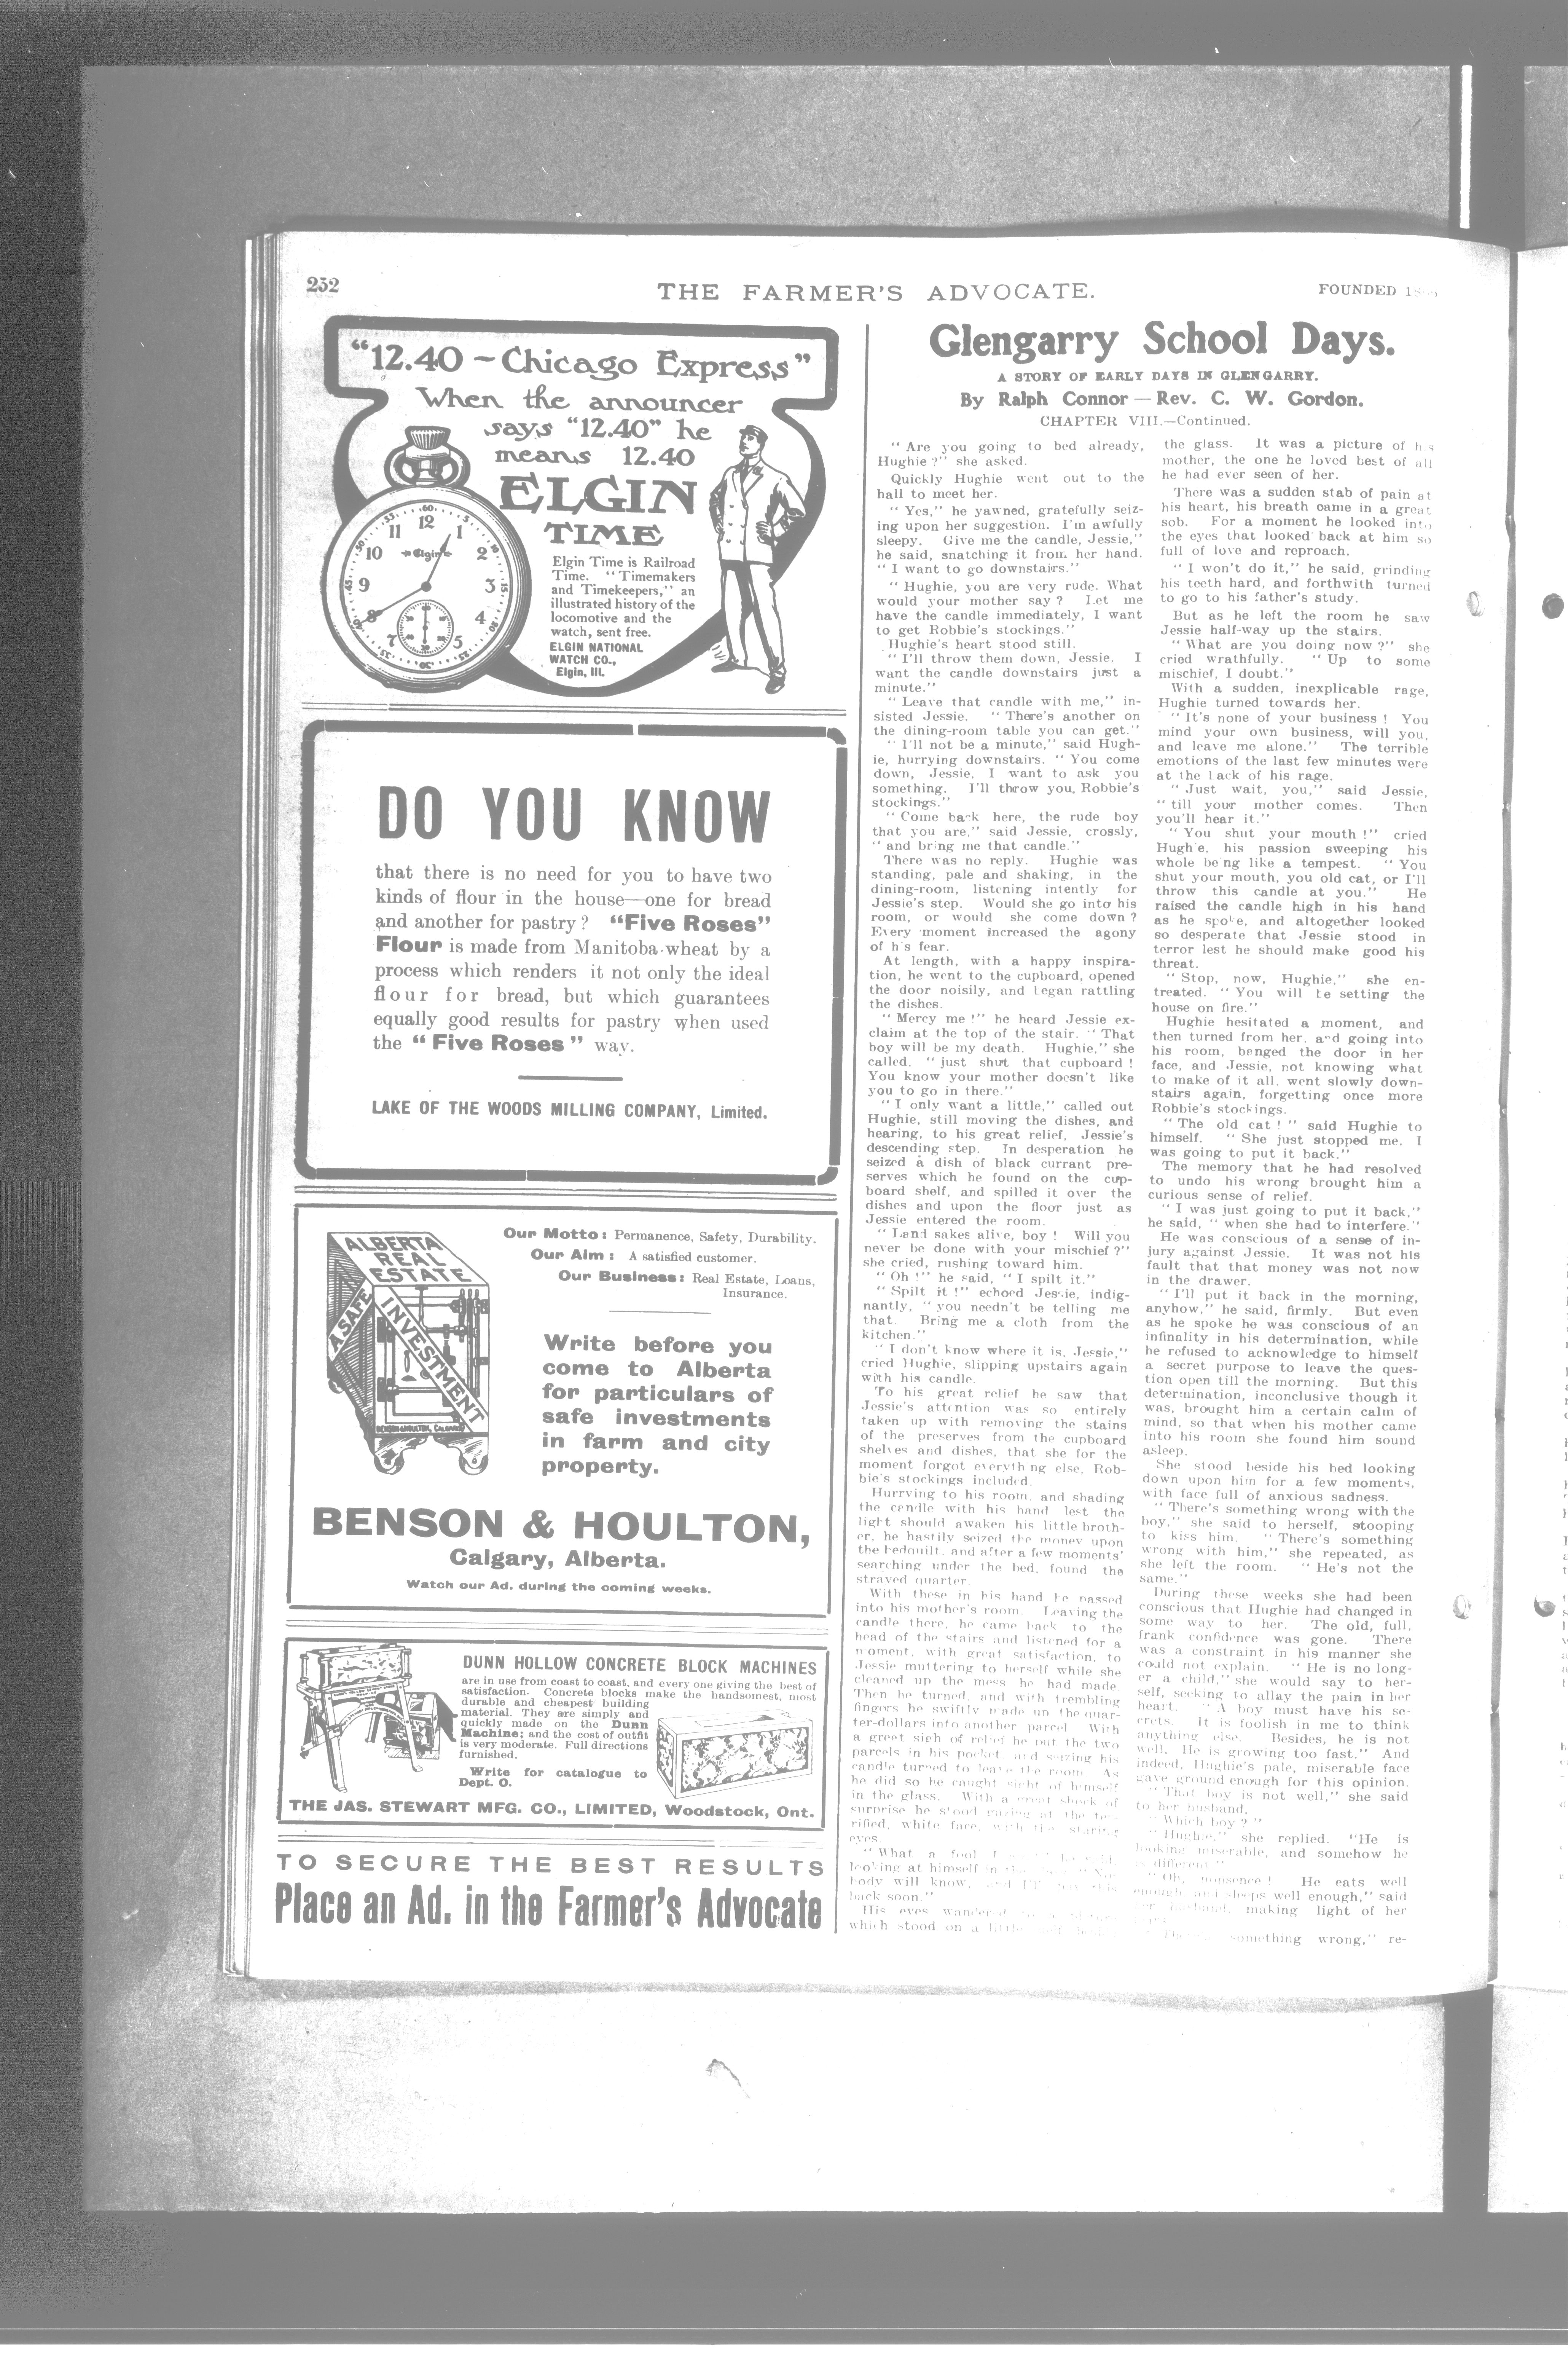 232
THE FARMER'S ADVOCATE.
FOUNDED
"12.40 - Chicago Express"
When the announcer
says "12.40" he
means 12.40
ELGIN
TIME
Elgin Time is Railroad
Time. "Timemakers
and Timekeepers," an
illustrated history of the
locomotive and the
watch, sent free.
ELGIN NATIONAL
WATCH CO.,
Elgin, Ill.
DO YOU KNOW
that there is no need for you to have two
kinds of flour in the house—one for bread
and another for pastry? "Five Roses"
Flour is made from Manitoba wheat by a
process which renders it not only the ideal
flour for bread, but which guarantees
equally good results for pastry when used
the "Five Roses" way.
LAKE OF THE WOODS MILLING COMPANY, Limited.
ALBERTA
REAL
ESTATE
A SAFE
INVESTMENT
Our Motto: Permanence, Safety, Durability.
Our Aim: A satisfied customer.
Our Business: Real Estate, Loans,
Insurance.
Write before you
come to Alberta
for particulars of
safe investments
in farm and city
property.
BENSON & HOULTON,
Calgary, Alberta.
Watch our Ad. during the coming weeks.
DUNN HOLLOW CONCRETE BLOCK MACHINES
are in use from coast to coast, and every one giving the best of
satisfaction. Concrete blocks make the handsomest, most
durable and cheapest building
material. They are simply and
quickly made on the Dunn
Machine; and the cost of outfit
is very moderate. Full directions
furnished.
Write for catalogue to
Dept. O.
THE JAS. STEWART MFG. CO., LIMITED, Woodstock, Ont.
TO SECURE THE BEST RESULTS
Place an Ad. in the Farmer's Advocate
Glengarry School Days.
A STORY OF EARLY DAYS IN GLENGARRY.
By Ralph Connor—Rev. C. W. Gordon.
CHAPTER VIII.—Continued.
"Are you going to bed already,
Hughie?" she asked.
Quickly Hughie went out to the
hall to meet her.
"Yes," he yawned, gratefully seiz-
ing upon her suggestion. I'm awfully
sleepy. Give me the candle, Jessie,"
he said, snatching it from her hand.
"I want to go downstairs."
"Hughie, you are very rude. What
would your mother say? Let me
have the candle immediately, I want
to get Robbie's stockings."
Hughie's heart stood still.
"I'll throw them down, Jessie. I
want the candle downstairs just a
minute."
"Leave that candle with me," in-
sisted Jessie. "There's another on
the dining-room table you can get."
"I'll not be a minute," said Hugh-
ie, hurrying downstairs. "You come
down, Jessie, I want to ask you
something. I'll throw you Robbie's
stockings."
"Come back here, the rude boy
that you are," said Jessie, crossly,
"and bring me that candle."
There was no reply. Hughie was
standing, pale and shaking, in the
dining-room, listening intently for
Jessie's step. Would she go into his
room, or would she come down?
Every moment increased the agony
of h s fear.
At length, with a happy inspira-
tion, he went to the cupboard, opened
the door noisily, and began rattling
the dishes.
"Mercy me!" he heard Jessie ex-
claim at the top of the stair. "That
boy will be my death. Hughie," she
called, "just shut that cupboard!
You know your mother doesn't like
you to go in there."
"I only want a little," called out
Hughie, still moving the dishes, and
hearing, to his great relief, Jessie's
descending step. In desperation he
seized a dish of black currant pre-
serves which he found on the cup-
board shelf, and spilled it over the
dishes and upon the floor just as
Jessie entered the room.
"Land sakes alive, boy! Will you
never be done with your mischief?"
she cried, rushing toward him.
"Oh!" he said, "I spilt it."
"Spilt it!" echoed Jessie, indig-
nantly, "you needn't be telling me
that. Bring me a cloth from the
kitchen."
"I don't know where it is, Jessie,"
cried Hughie, slipping upstairs again
with his candle.
To his great relief he saw that
Jessie's attention was so entirely
taken up with removing the stains
of the preserves from the cupboard
shelves and dishes, that she for the
moment forgot everyth ng else, Rob-
bie's stockings included.
Hurrying to his room, and shading
the candle with his hand lest the
light should awaken his little broth-
er, he hastily seized the money upon
the bedquilt, and after a few moments'
searching under the bed, found the
strayed quarter.
With these in his hand he passed
into his mother's room. Leaving the
candle there, he came back to the
head of the stairs and listened for a
moment, with great satisfaction, to
Jessie muttering to herself while she
cleaned up the mess he had made.
Then he turned, and with trembling
fingers he swiftly made up the quar-
ter-dollars into another parcel. With
a great sigh of relief he put the two
parcels in his pocket, and seizing his
candle turned to leave the room. As
he did so he caught sight of himself
in the glass. With a great shock of
surprise he stood gazing at the ter-
rified, white face, with the staring
eyes.
"What a fool I
looking at himself in
body will know, and I'll
back soon."
His eyes wandered
which stood on a
the glass. It was a picture of his
mother, the one he loved best of all
he had ever seen of her.
There was a sudden stab of pain at
his heart, his breath came in a great
sob. For a moment he looked into
the eyes that looked back at him so
full of love and reproach.
"I won't do it," he said, grinding
his teeth hard, and forthwith turned
to go to his father's study.
But as he left the room he saw
Jessie half-way up the stairs.
"What are you doing now?" she
cried wrathfully. "Up to some
mischief, I doubt."
With a sudden, inexplicable rage,
Hughie turned towards her.
"It's none of your business! You
mind your own business, will you,
and leave me alone." The terrible
emotions of the last few minutes were
at the back of his rage.
"Just wait, you," said Jessie,
"till your mother comes. Then
you'll hear it."
"You shut your mouth!" cried
Hugh e, his passion sweeping his
whole be ng like a tempest. "You
shut your mouth, you old cat, or I'll
throw this candle at you." He
raised the candle high in his hand
as he spoke, and altogether looked
so desperate that Jessie stood in
terror lest he should make good his
threat.
"Stop, now, Hughie," she en-
treated. "You will be setting the
house on fire."
Hughie hesitated a moment, and
then turned from her, and going into
his room, banged the door in her
face, and Jessie, not knowing what
to make of it all, went slowly down-
stairs again, forgetting once more
Robbie's stockings.
"The old cat!" said Hughie to
himself. "She just stopped me. I
was going to put it back."
The memory that he had resolved
to undo his wrong brought him a
curious sense of relief.
"I was just going to put it back,"
he said, "when she had to interfere."
He was conscious of a sense of in-
jury against Jessie. It was not his
fault that that money was not now
in the drawer.
"I'll put it back in the morning,
anyhow," he said, firmly. But even
as he spoke he was conscious of an
infinality in his determination, while
he refused to acknowledge to himself
a secret purpose to leave the ques-
tion open till the morning. But this
determination, inconclusive though it
was, brought him a certain calm of
mind, so that when his mother came
into his room she found him sound
asleep.
She stood beside his bed looking
down upon him for a few moments,
with face full of anxious sadness.
"There's something wrong with the
boy," she said to herself, stooping
to kiss him. "There's something
wrong with him," she repeated, as
she left the room. "He's not the
same."
During these weeks she had been
conscious that Hughie had changed in
some way to her. The old, full,
frank confidence was gone. There
was a constraint in his manner she
could not explain. "He is no long-
er a child," she would say to her-
self, seeking to allay the pain in her
heart. "A boy must have his se-
crets. It is foolish in me to think
anything else. Besides, he is not
well. He is growing too fast." And
indeed, Hughie's pale, miserable face
gave ground enough for this opinion.
"That boy is not well," she said
to her husband.
"Which boy?"
"Hughie," she replied. "He is
looking miserable, and somehow he
is different."
"Oh, nonsence! He eats well
enough, and sleeps well enough," said
her husband, making light of her
something wrong," re-